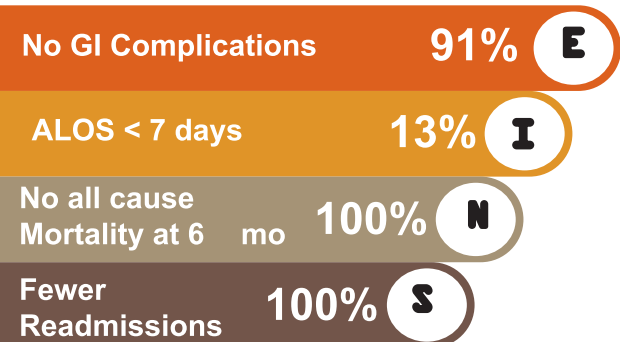 No GI Complications 91% E
ALOS < 7 days 13% I
No all cause
Mortality at 6 mo 100% N
Fewer
Readmissions 100% S